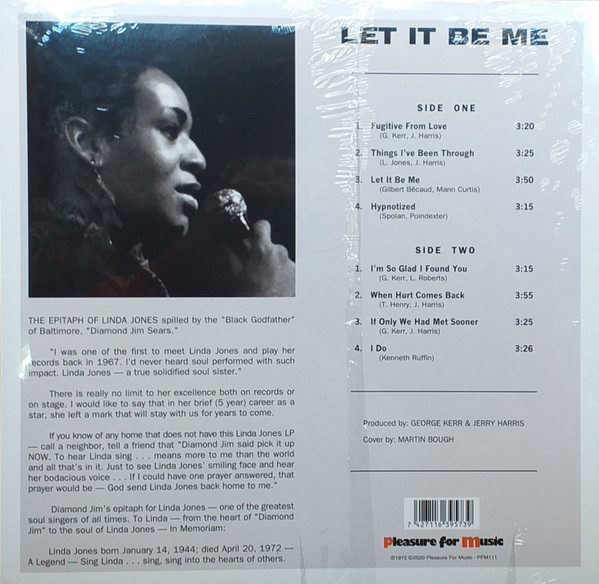 LET IT BE ME
SIDE ONE
1. Fugitive From Love 3:20
(G. Kerr, J. Harris)
2. Things I've Been Through 3:25
(L. Jones, J. Harris)
3. Let It Be Me 3:50
(Gilbert Bécaud, Mann Curtis)
4. Hypnotized 3:15
(Spolan, Poindexter)
SIDE TWO
1. I'm So Glad I Found You 3:15
(G. Kerr, L. Roberts)
2. When Hurt Comes Back 3:55
(T. Henry, J. Harris)
3. If Only We Had Met Sooner 3:25
(G. Kerr, J. Harris)
4. I Do 3:26
(Kenneth Ruffin)
THE EPITAPH OF LINDA JONES spilled by the "Black Godfather"
of Baltimore, "Diamond Jim Sears."
"I was one of the first to meet Linda Jones and play her
records back in 1967. I'd never heard soul performed with such
impact. Linda Jones — a true solidified soul sister."
There is really no limit to her excellence both on records or
on stage. I would like to say that in her brief (5 year) career as a
star, she left a mark that will stay with us for years to come.
If you know of any home that does not have this Linda Jones LP
— call a neighbor, tell a friend that "Diamond Jim said pick it up
NOW. To hear Linda sing . . . means more to me than the world
and all that's in it. Just to see Linda Jones' smiling face and hear
her bodacious voice . . . If I could have one prayer answered, that
prayer would be — God send Linda Jones back home to me."
Diamond Jim's epitaph for Linda Jones — one of the greatest
soul singers of all times. To Linda — from the heart of "Diamond
Jim" to the soul of Linda Jones — In Memoriam:
Linda Jones born January 14, 1944; died April 20, 1972 —
A Legend — Sing Linda . . . sing, sing into the hearts of others.
Produced by: GEORGE KERR & JERRY HARRIS
Cover by: MARTIN BOUGH
7 427116 395739
Pleasure for Music
©1972 ©2020 Pleasure For Music - PFM111